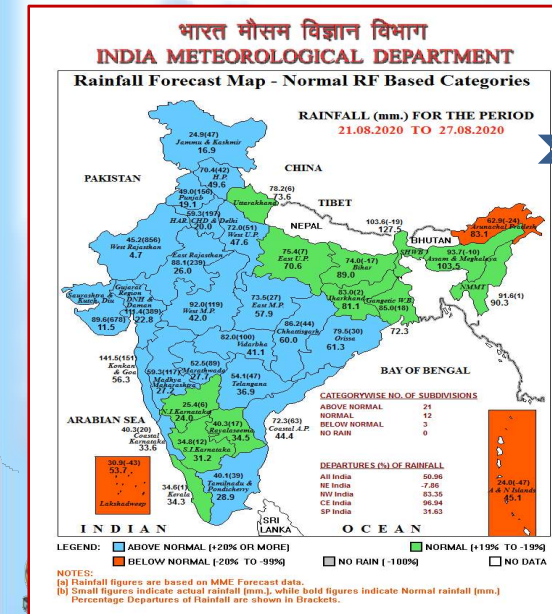 भारत मौसम विज्ञान विभाग
INDIA METEOROLOGICAL DEPARTMENT
Rainfall Forecast Map - Normal RF Based Categories
RAINFALL (mm.) FOR THE PERIOD
21.08.2020 TO 27.08.2020
24.9(47)
Jammu & Kashmir
16.9
PAKISTAN
CHINA
70.4(42)
H.P.
49.6
49.0(156)
Punjab
19.1
78.2(6)
73.6
Uttarakhand
TIBET
59.3(197)
HAR. CHD & Delhi
20.0
72.0(51)
West U.P.
47.6
NEPAL
103.6(-19)
127.5
BHUTAN
62.9(-24)
Arunachal Pradesh
83.1
45.2(856)
West Rajasthan
4.7
East Rajasthan
88.1(239)
26.0
75.4(7)
East U.P.
70.6
74.0(-17)
Bihar
89.0
SHWB
93.7(-10)
Assam & Meghalaya
103.5
NMMT
91.6(1)
90.3
Saurashtra & Kutch, Diu
89.6(678)
11.5
Gujarat
Region
DNH &
Daman
111.4(389)
22.8
92.0(119)
West M.P.
42.0
73.5(27)
East M.P.
57.9
83.0(2)
Jharkhand
81.1
Gangetic W.B.
85.0(18)
72.3
86.2(44)
Chhattisgarh
60.0
79.5(30)
Orissa
61.3
82.0(100)
Vidarbha
41.1
141.5(151)
Konkan
& Goa
56.3
59.3(117)
Madhya
Maharashtra
27.2
52.5(89)
Marathwada
27.7
54.1(47)
Telangana
36.9
BAY OF BENGAL
ARABIAN SEA
25.4(6)
N.I.Karnataka
24.0
40.3(17)
Rayalaseema
34.5
72.3(63)
Coastal A.P.
44.4
40.3(20)
Coastal
Karnataka
33.6
34.8(12)
S.I.Karnataka
31.2
40.1(39)
Tamilnadu &
Pondicherry
28.9
34.6(1)
Kerala
34.3
30.9(-43)
53.7
Lakshadweep
24.0(-47)
A & N Islands
45.1
CATEGORYWISE NO. OF SUBDIVISIONS
ABOVE NORMAL 21
NORMAL 12
BELOW NORMAL 3
NO RAIN 0
DEPARTURES (%) OF RAINFALL
All India 50.96
NE India -7.86
NW India 83.35
CE India 96.94
SP India 31.63
SRI
LANKA
INDIAN OCEAN
LEGEND: ABOVE NORMAL (+20% OR MORE) NORMAL (+19% TO -19%)
BELOW NORMAL (-20% TO -99%) NO RAIN (-100%) NO DATA
NOTES:
(a) Rainfall figures are based on MME Forecast data.
(b) Small figures indicate actual rainfall (mm.), while bold figures indicate Normal rainfall (mm.)
Percentage Departures of Rainfall are shown in Brackets.